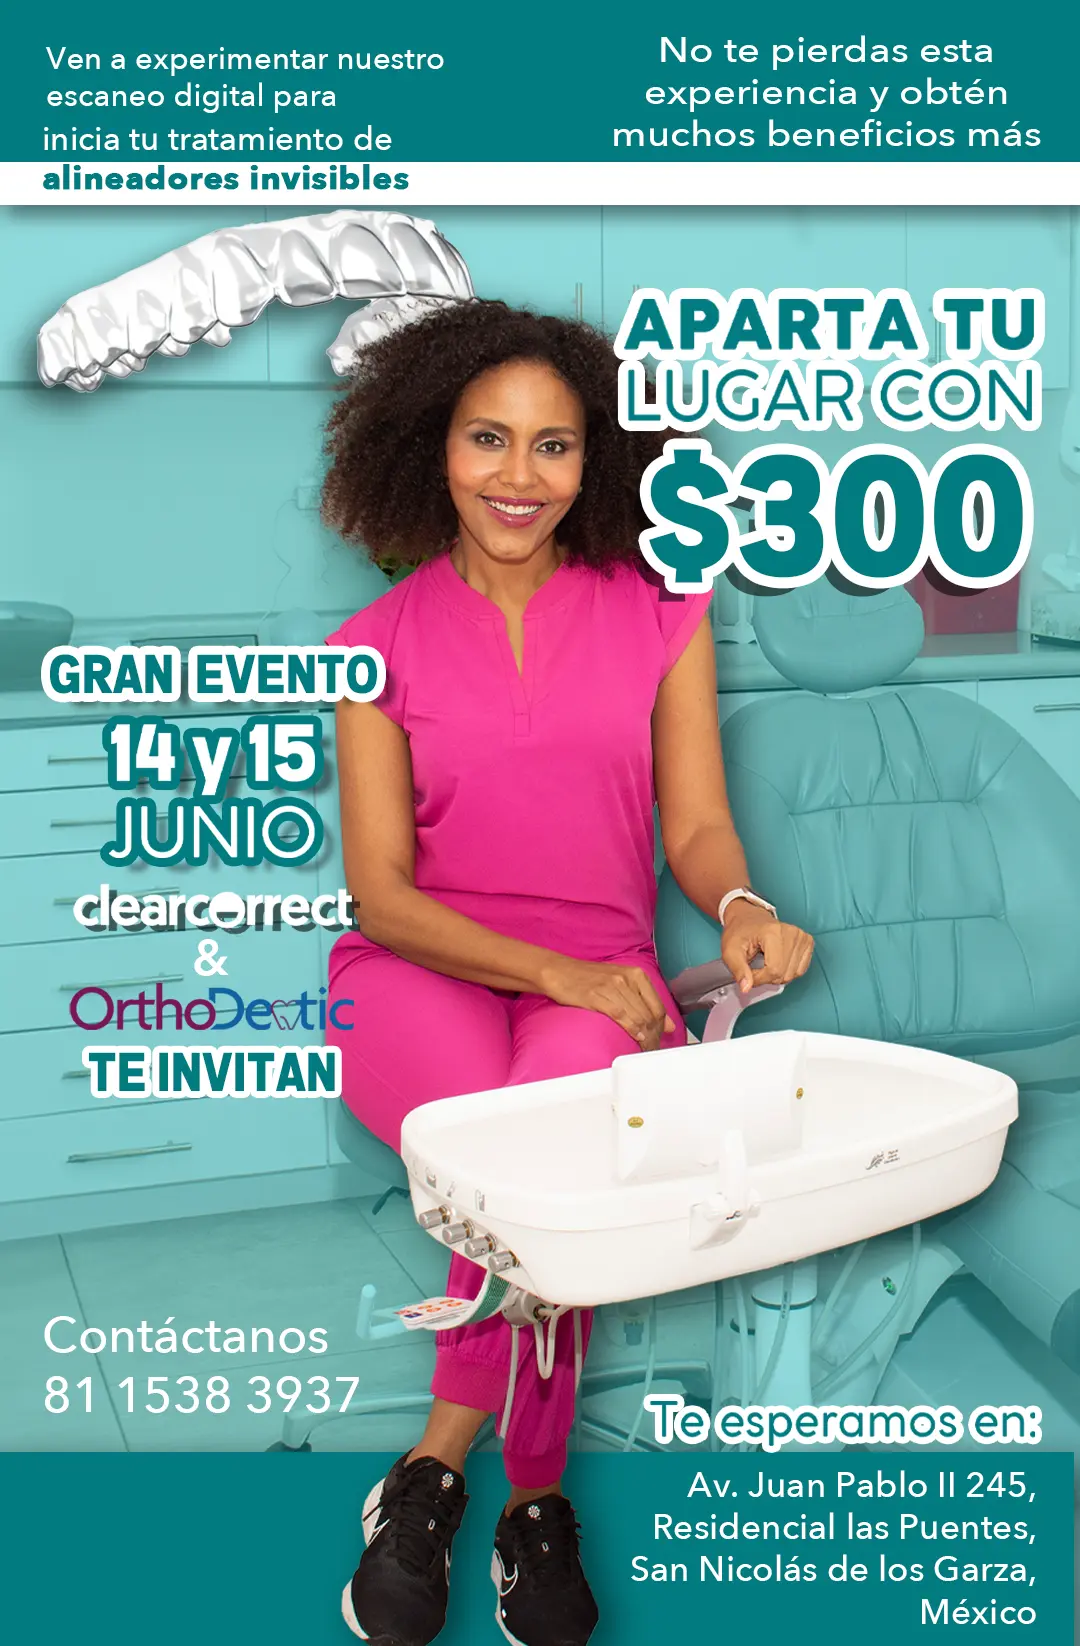 Ven a experimentar nuestro
escaneo digital para
inicia tu tratamiento de
alineadores invisibles
No te pierdas esta
experiencia y obtén
muchos beneficios más
APARTA TU
LUGAR CON
$300
GRAN EVENTO
14 y 15
JUNIO
clearcorrect
&
OrthoDentic
TE INVITAN
Contáctanos
81 1538 3937
Te esperamos en:
Av. Juan Pablo II 245,
Residencial las Puentes,
San Nicolás de los Garza,
México